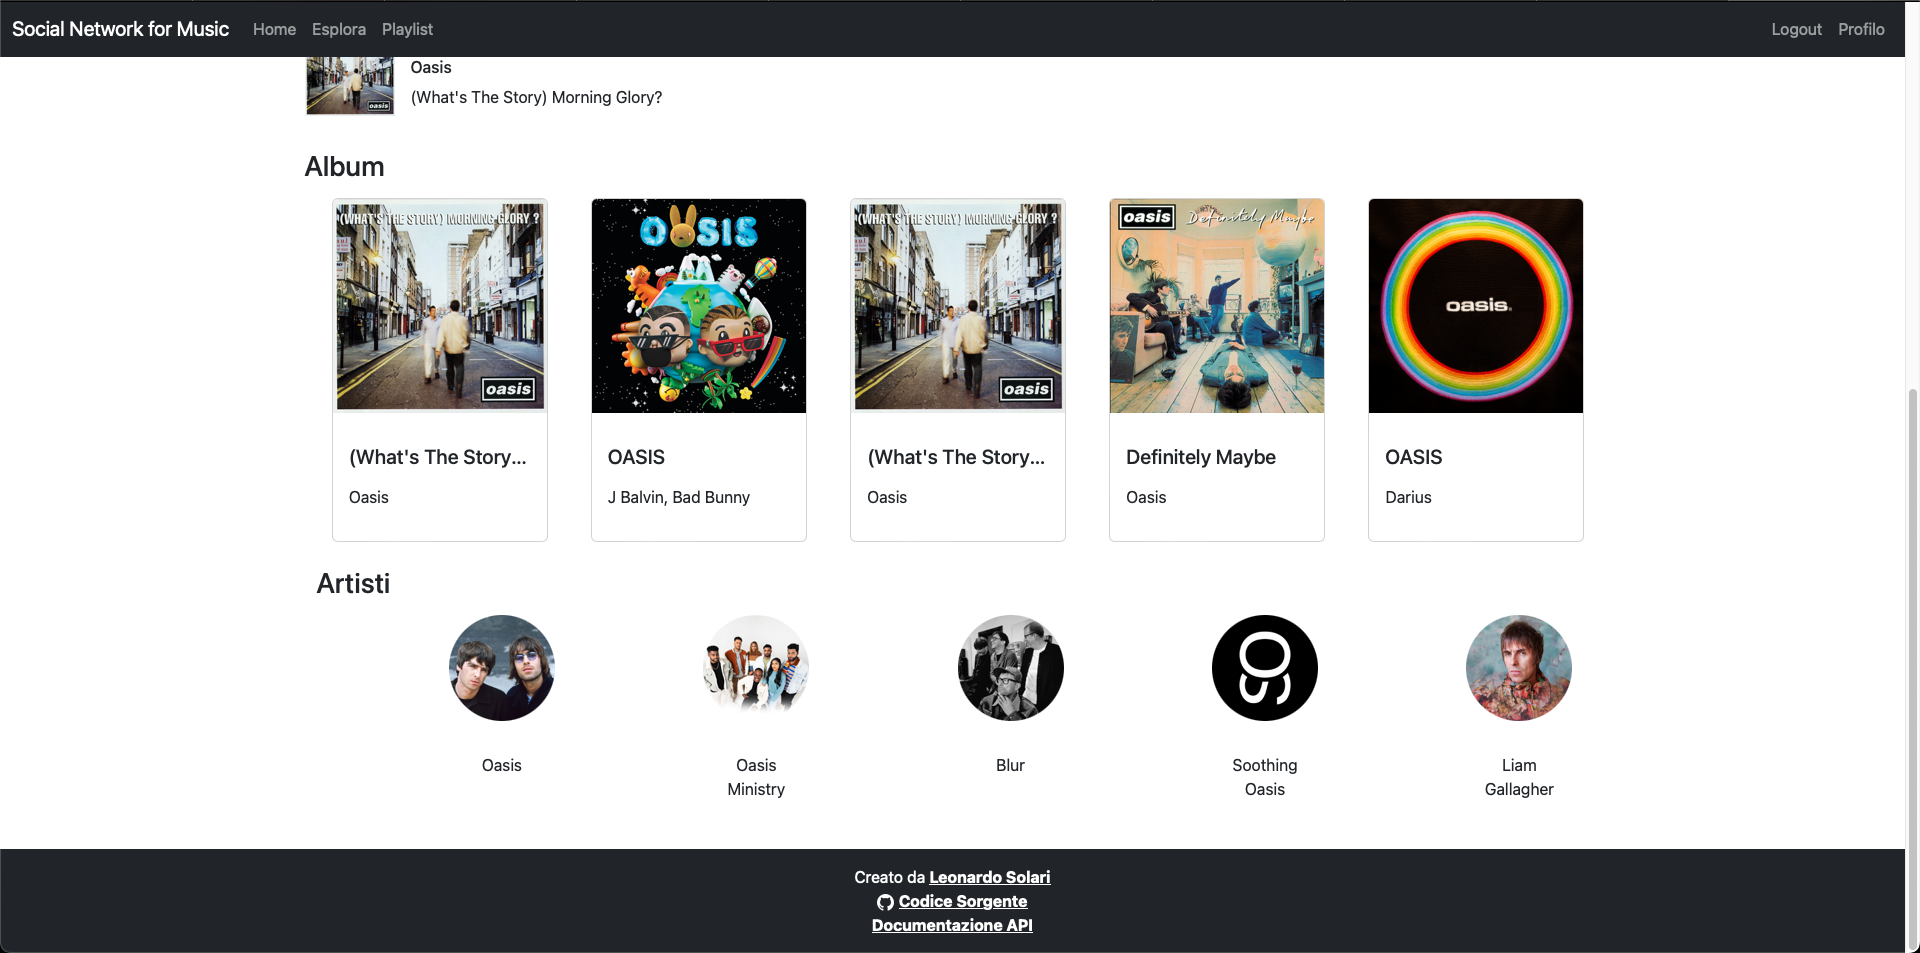 Social Network for Music Home Esplora Playlist Logout Profilo
Oasis
(What's The Story) Morning Glory?
oasis
Album
(WHAT'S THE STORY) MORNING GLORY ?
oasis
OASIS
(WHAT'S THE STORY) MORNING GLORY ?
oasis
oasis Definitely Maybe
oasis
(What's The Story...
Oasis
OASIS
J Balvin, Bad Bunny
(What's The Story...
Oasis
Definitely Maybe
Oasis
OASIS
Darius
Artisti
Oasis
Oasis
Ministry
Blur
Soothing
Oasis
Liam
Gallagher
Creato da Leonardo Solari
Codice Sorgente
Documentazione API